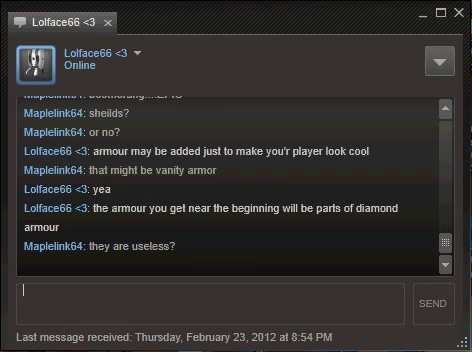 Lolface66 <3
Lolface66 <3
Online
Maplelink64: sheilds?
Maplelink64: or no?
Lolface66 <3: armour may be added just to make you'r player look cool
Maplelink64: that might be vanity armor
Lolface66 <3: yea
Lolface66 <3: the armour you get near the beginning will be parts of diamond
armour
Maplelink64: they are useless?
SEND
Last message received: Thursday, February 23, 2012 at 8:54 PM